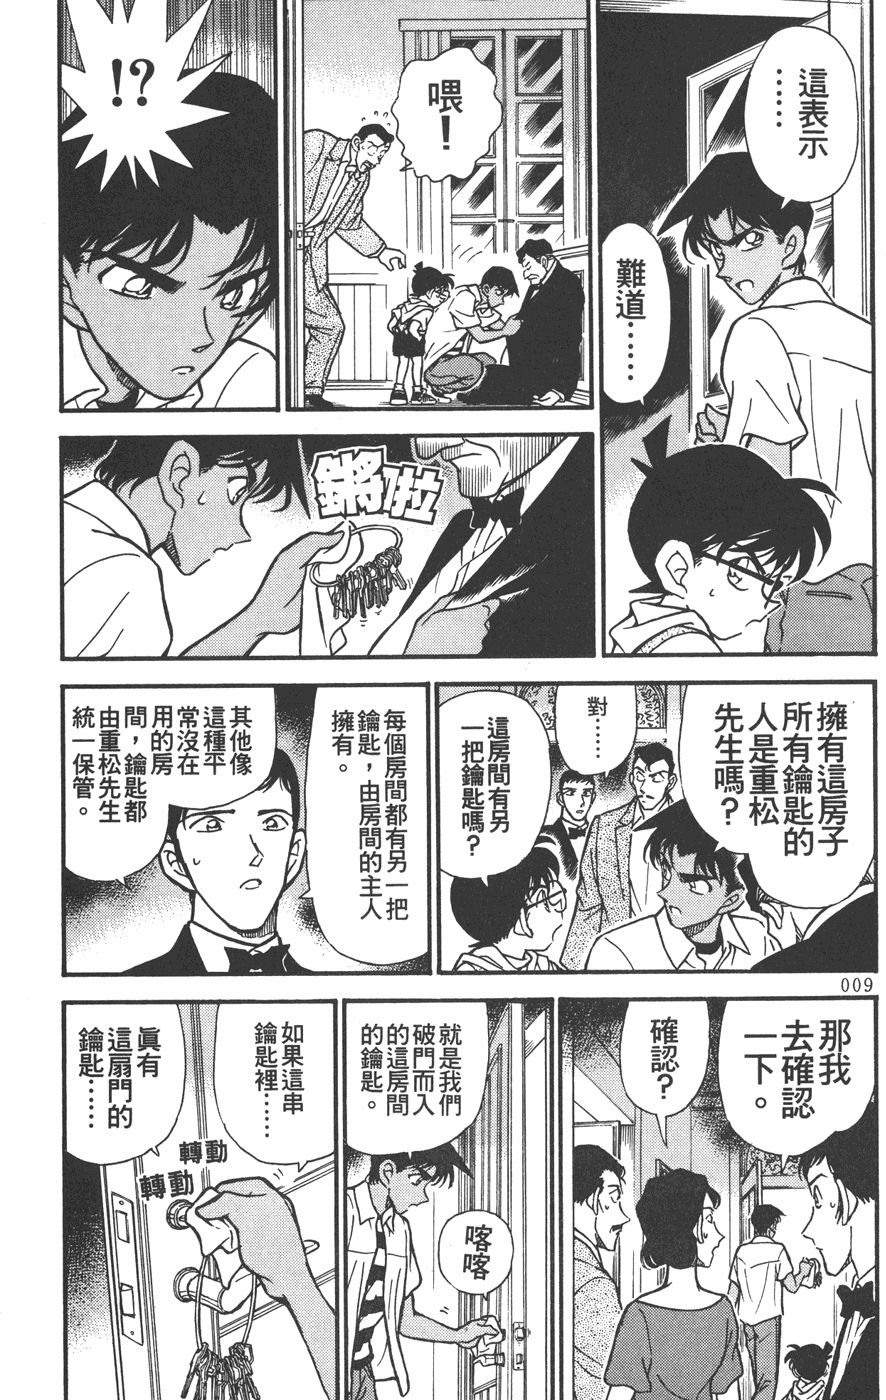 這表示
……
難道……
喂！
!?
鏘啦
擁有這房子
所有鑰匙的
人是重松
先生嗎？
對……
這房間有另
一把鑰匙嗎？
每個房間都有另一把
鑰匙，由房間的主人
擁有。
其他像
這種平
常沒在
用的房
間，鑰匙都
由重松先生
統一保管。
009
那我
去確認
一下。
確認？
就是我們
破門而入
的這房間
的鑰匙。
喀喀
如果這串
鑰匙裡……
轉動
轉動
眞有
這扇門的
鑰匙……